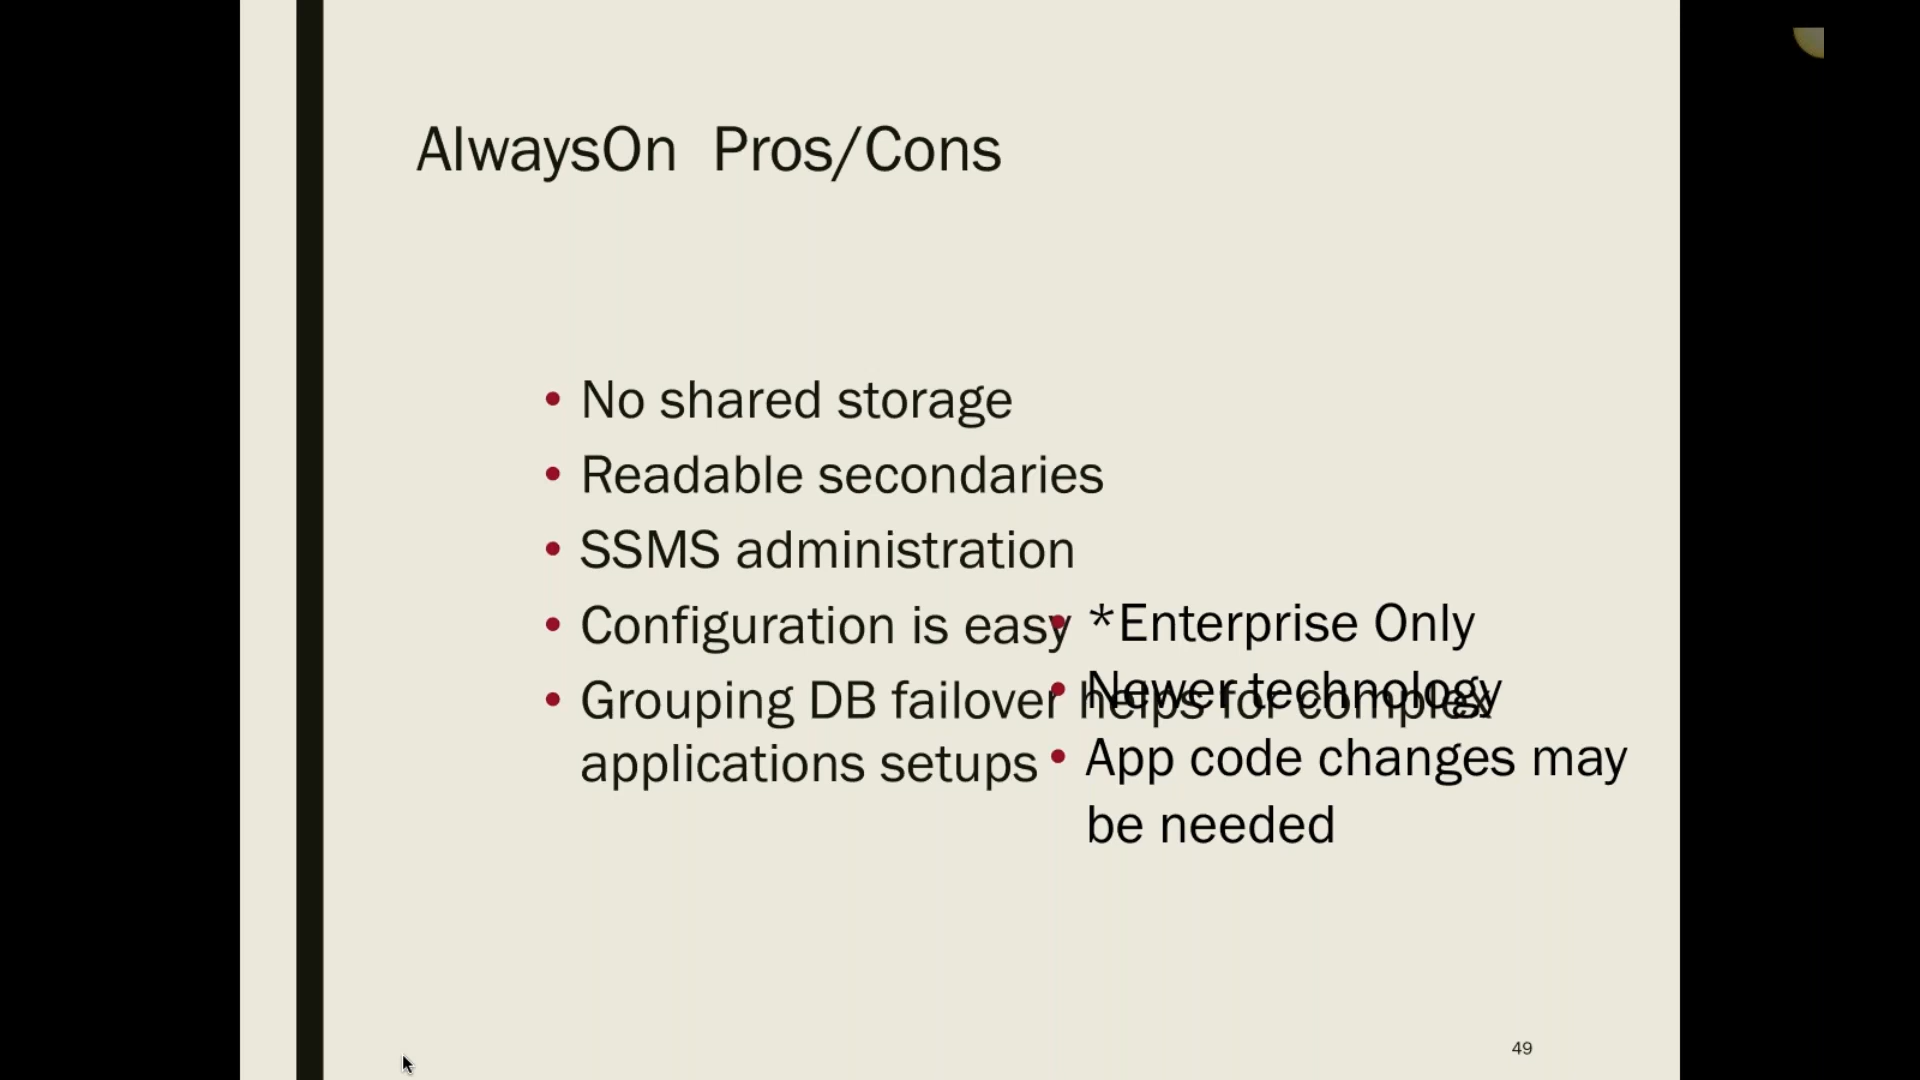 AlwaysOn  Pros/Cons
• No shared storage
• Readable secondaries
• SSMS administration
• Configuration is easy
• Grouping DB failover helps for complex
applications setups
• *Enterprise Only
• Newer technology
• App code changes may
be needed
49